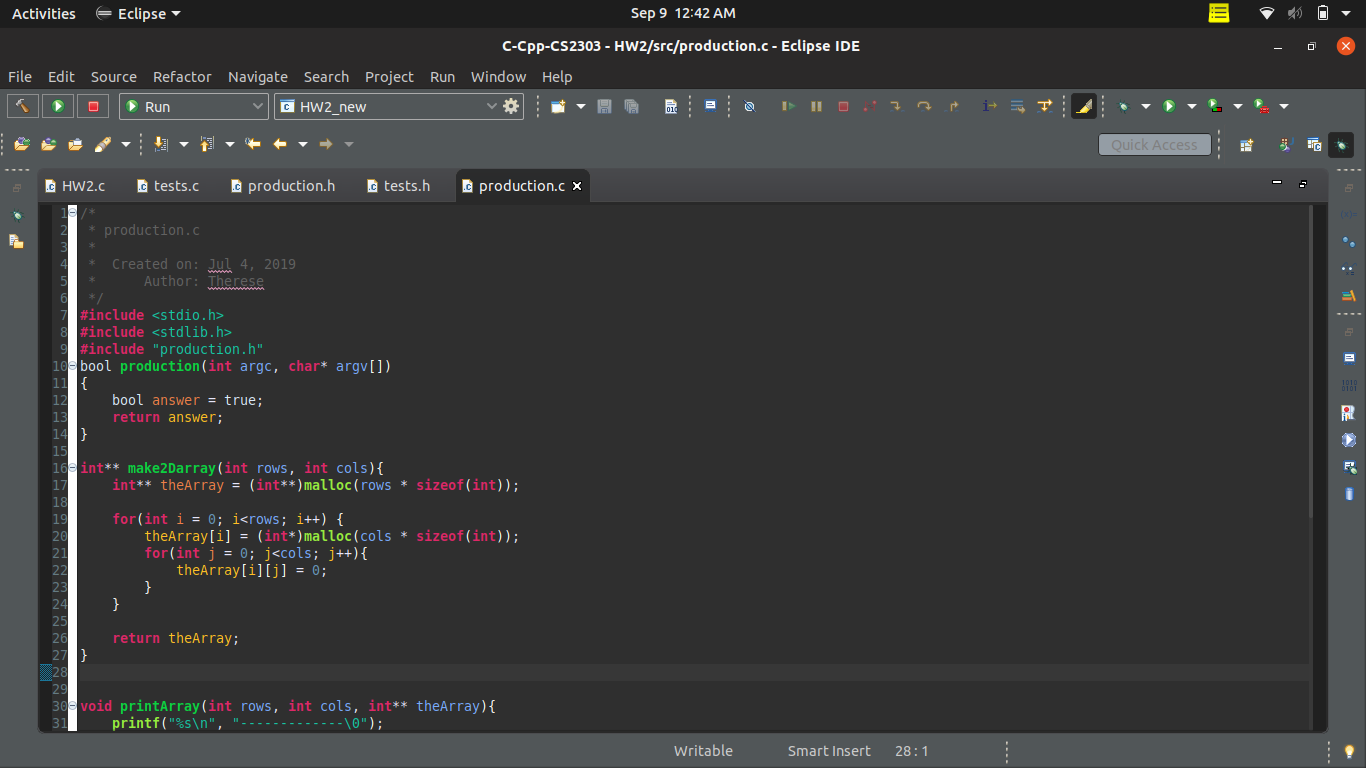 Activities Eclipse Sep 9 12:42 AM
C-Cpp-CS2303 - HW2/src/production.c - Eclipse IDE
File Edit Source Refactor Navigate Search Project Run Window Help
Run HW2_new
Quick Access
HW2.c tests.c production.h tests.h production.c
1 /*
2  * production.c
3  *
4  *  Created on: Jul 4, 2019
5  *      Author: Therese
6  */
7 #include <stdio.h>
8 #include <stdlib.h>
9 #include "production.h"
10 bool production(int argc, char* argv[])
11 {
12     bool answer = true;
13     return answer;
14 }
15
16 int** make2Darray(int rows, int cols){
17     int** theArray = (int**)malloc(rows * sizeof(int));
18
19     for(int i = 0; i<rows; i++) {
20         theArray[i] = (int*)malloc(cols * sizeof(int));
21         for(int j = 0; j<cols; j++){
22             theArray[i][j] = 0;
23         }
24     }
25
26     return theArray;
27 }
28
29
30 void printArray(int rows, int cols, int** theArray){
31     printf("%s\n", "-------------\0");
Writable Smart Insert 28 : 1